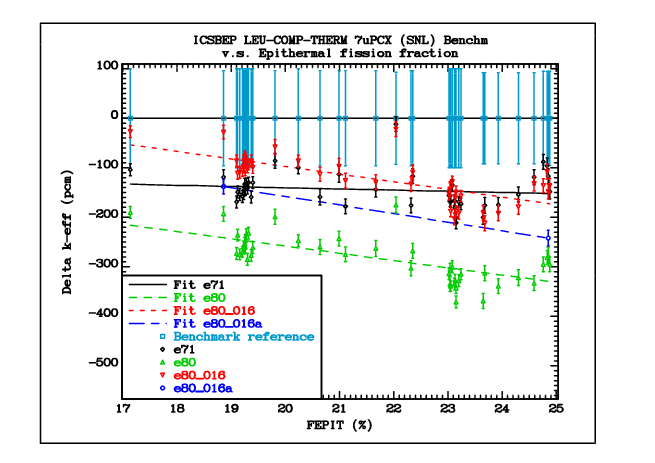 ICSBEP LEU-COMP-THERM 7uPCX (SNL) Benchm
v.s. Epithermal fission fraction
100
0
-100
-200
-300
-400
-500
Delta k-eff (pcm)
Fit e71
Fit e80
Fit e80_016
Fit e80_016a
Benchmark reference
e71
e80
e80_016
e80_016a
17 18 19 20 21 22 23 24 25
FEPIT (%)